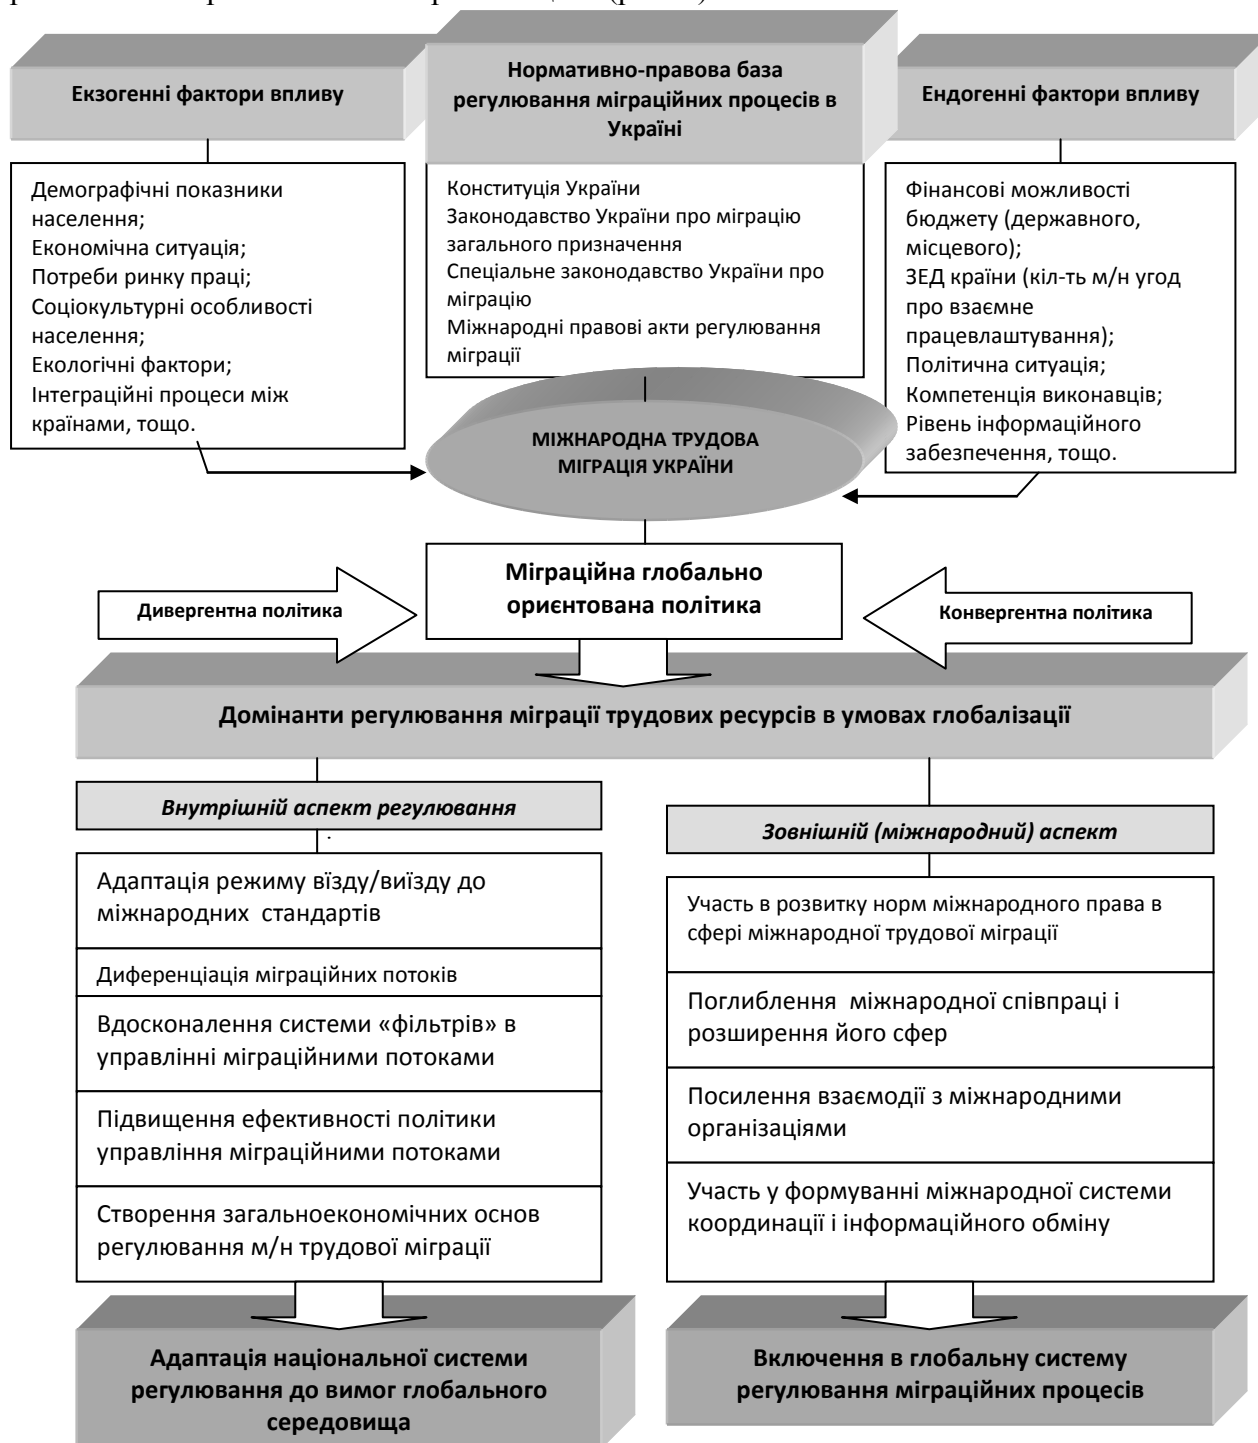 Екзогенні фактори впливу
Нормативно-правова база
регулювання міграційних процесів в
Україні
Ендогенні фактори впливу
Демографічні показники
населення;
Економічна ситуація;
Потреби ринку праці;
Соціокультурні особливості
населення;
Екологічні фактори;
Інтеграційні процеси між
країнами, тощо.
Конституція України
Законодавство України про міграцію
загального призначення
Спеціальне законодавство України про
міграцію
Міжнародні правові акти регулювання
міграції
Фінансові можливості
бюджету (державного,
місцевого);
ЗЕД країни (кіл-ть м/н угод
про взаємне
працевлаштування);
Політична ситуація;
Компетенція виконавців;
Рівень інформаційного
забезпечення, тощо.
МІЖНАРОДНА ТРУДОВА
МІГРАЦІЯ УКРАЇНИ
Міграційна глобально
ориєнтована політика
Дивергентна політика
Конвергентна політика
Домінанти регулювання міграції трудових ресурсів в умовах глобалізації
Внутрішній аспект регулювання
.
Адаптація режиму вїзду/виїзду до
міжнародних  стандартів
Диференціація міграційних потоків
Вдосконалення системи «фільтрів» в
управлінні міграційними потоками
Підвищення ефективності політики
управління міграційними потоками
Створення загальноекономічних основ
регулювання м/н трудової міграції
Адаптація національної системи
регулювання до вимог глобального
середовища
Зовнішній (міжнародний) аспект
Участь в розвитку норм міжнародного права в
сфері міжнародної трудової міграції
Поглиблення  міжнародної співпраці і
розширення його сфер
Посилення взаємодії з міжнародними
організаціями
Участь у формуванні міжнародної системи
координації і інформаційного обміну
Включення в глобальну систему
регулювання міграційних процесів